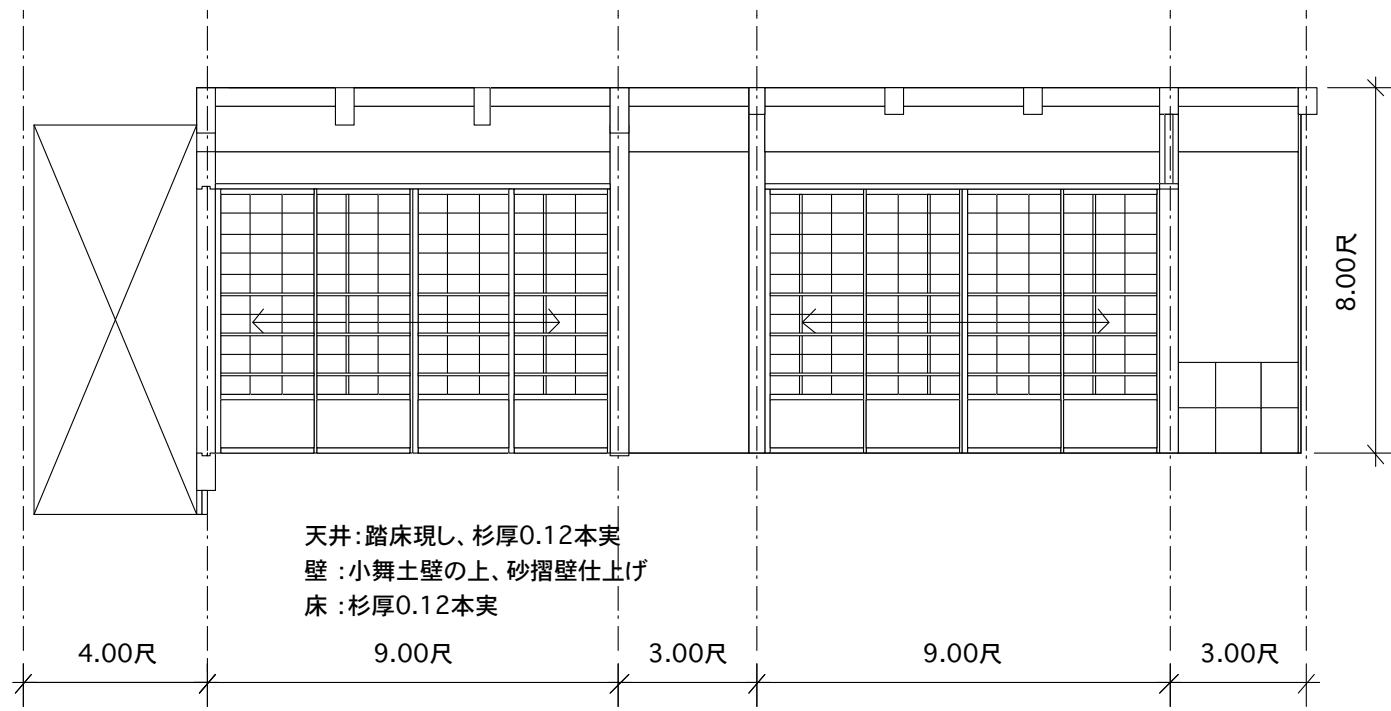 8.00尺
天井:踏床現し、杉厚0.12本実
壁 :小舞土壁の上、砂摺壁仕上げ
床 :杉厚0.12本実
4.00尺 9.00尺 3.00尺 9.00尺 3.00尺